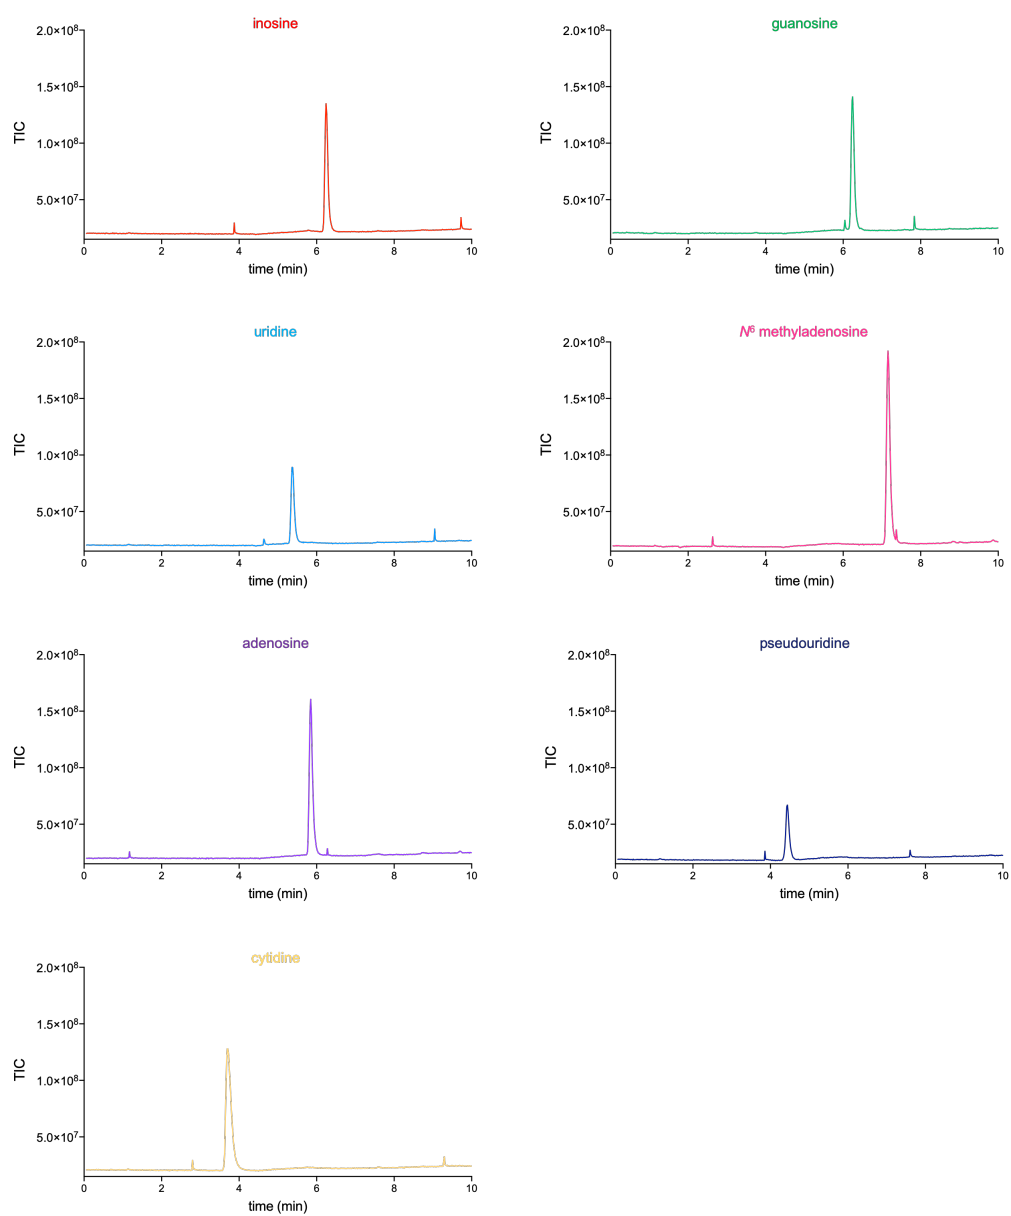 inosine
2.0×10⁸
1.5×10⁸
1.0×10⁸
5.0×10⁷
TIC
0 2 4 6 8 10
time (min)
guanosine
2.0×10⁸
1.5×10⁸
1.0×10⁸
5.0×10⁷
TIC
0 2 4 6 8 10
time (min)
uridine
2.0×10⁸
1.5×10⁸
1.0×10⁸
5.0×10⁷
TIC
0 2 4 6 8 10
time (min)
N⁶ methyladenosine
2.0×10⁸
1.5×10⁸
1.0×10⁸
5.0×10⁷
TIC
0 2 4 6 8 10
time (min)
adenosine
2.0×10⁸
1.5×10⁸
1.0×10⁸
5.0×10⁷
TIC
0 2 4 6 8 10
time (min)
pseudouridine
2.0×10⁸
1.5×10⁸
1.0×10⁸
5.0×10⁷
TIC
0 2 4 6 8 10
time (min)
cytidine
2.0×10⁸
1.5×10⁸
1.0×10⁸
5.0×10⁷
TIC
0 2 4 6 8 10
time (min)